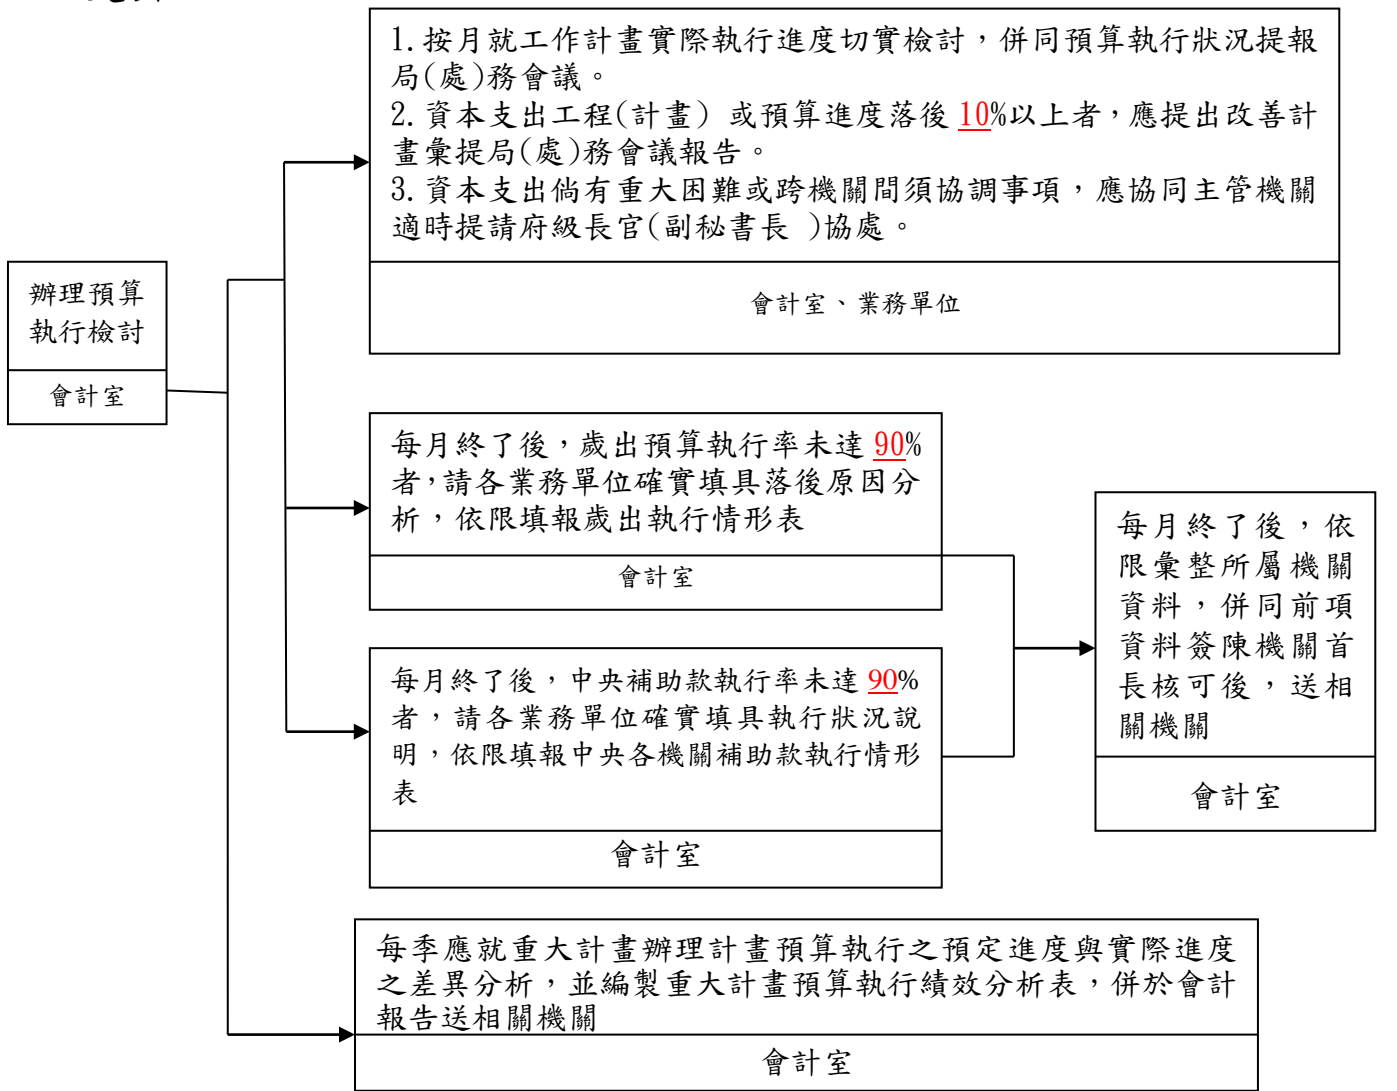 1.按月就工作計畫實際執行進度切實檢討，併同預算執行狀況提報
局(處)務會議。
2.資本支出工程(計畫) 或預算進度落後 10%以上者，應提出改善計
畫彙提局(處)務會議報告。
3.資本支出倘有重大困難或跨機關間須協調事項，應協同主管機關
適時提請府級長官(副秘書長 )協處。
會計室、業務單位
辦理預算
執行檢討
會計室
每月終了後，歲出預算執行率未達 90%
者，請各業務單位確實填具落後原因分
析，依限填報歲出執行情形表
會計室
每月終了後，中央補助款執行率未達 90%
者，請各業務單位確實填具執行狀況說
明，依限填報中央各機關補助款執行情形
表
會計室
每月終了後，依
限彙整所屬機關
資料，併同前項
資料簽陳機關首
長核可後，送相
關機關
會計室
每季應就重大計畫辦理計畫預算執行之預定進度與實際進度
之差異分析，並編製重大計畫預算執行績效分析表，併於會計
報告送相關機關
會計室